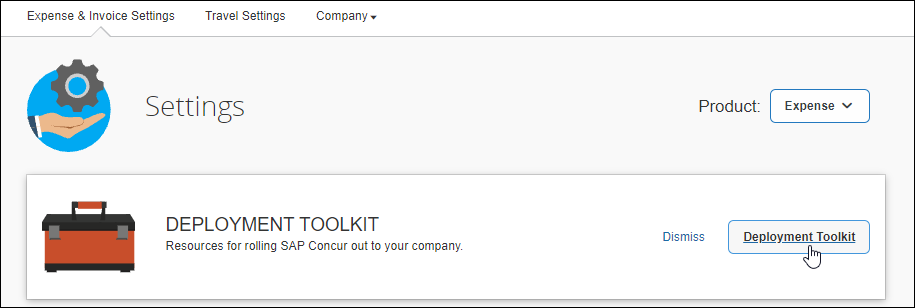 Expense & Invoice Settings Travel Settings Company
Settings
Product: Expense
DEPLOYMENT TOOLKIT
Resources for rolling SAP Concur out to your company.
Dismiss Deployment Toolkit